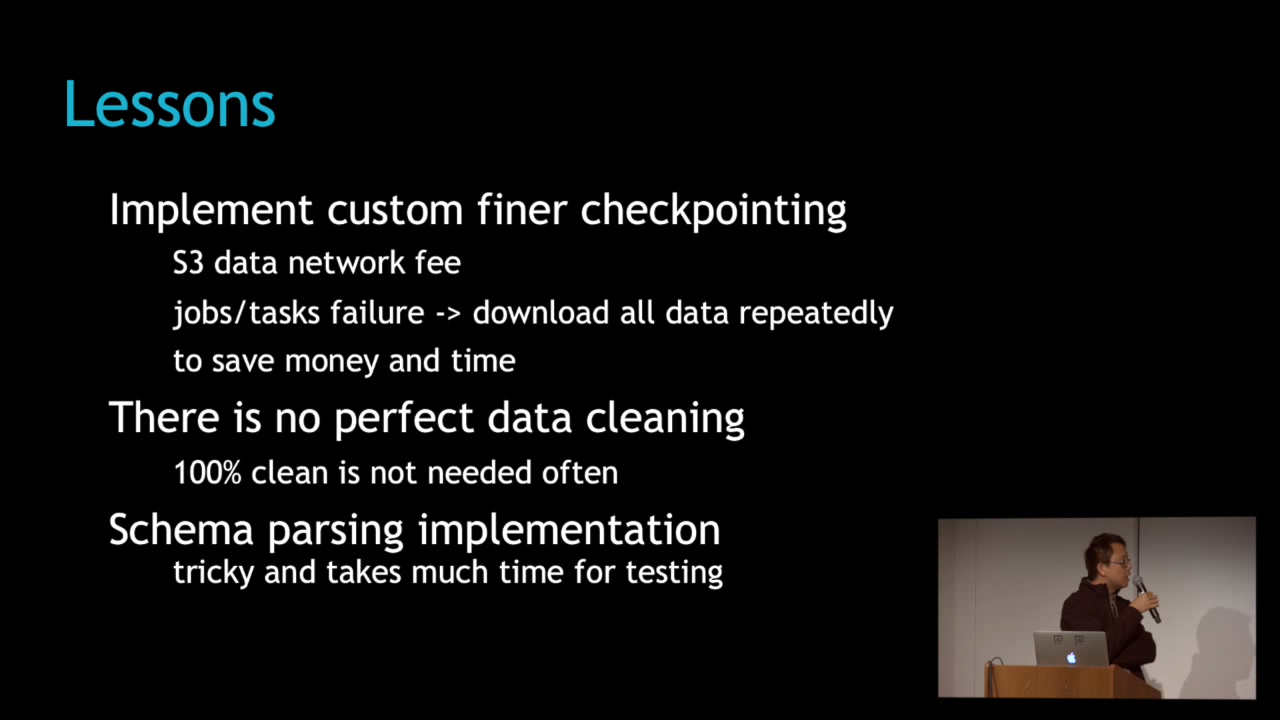 Lessons
Implement custom finer checkpointing
S3 data network fee
jobs/tasks failure -> download all data repeatedly
to save money and time
There is no perfect data cleaning
100% clean is not needed often
Schema parsing implementation
tricky and takes much time for testing